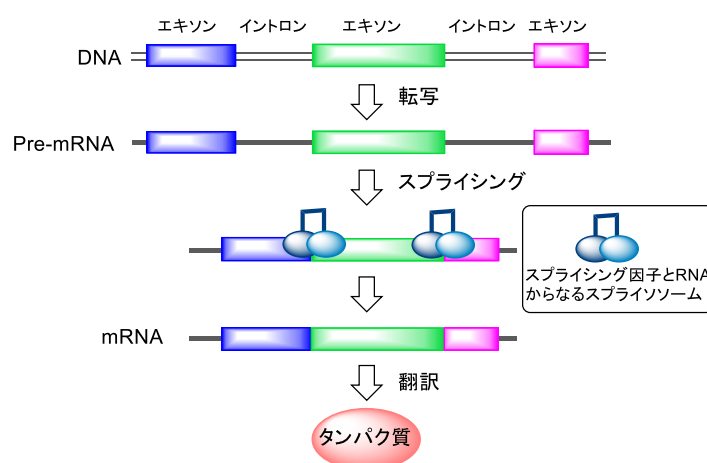 エキソン イントロン エキソン イントロン エキソン
DNA
転写
Pre-mRNA
スプライシング
スプライシング因子とRNA
からなるスプライソソーム
mRNA
翻訳
タンパク質